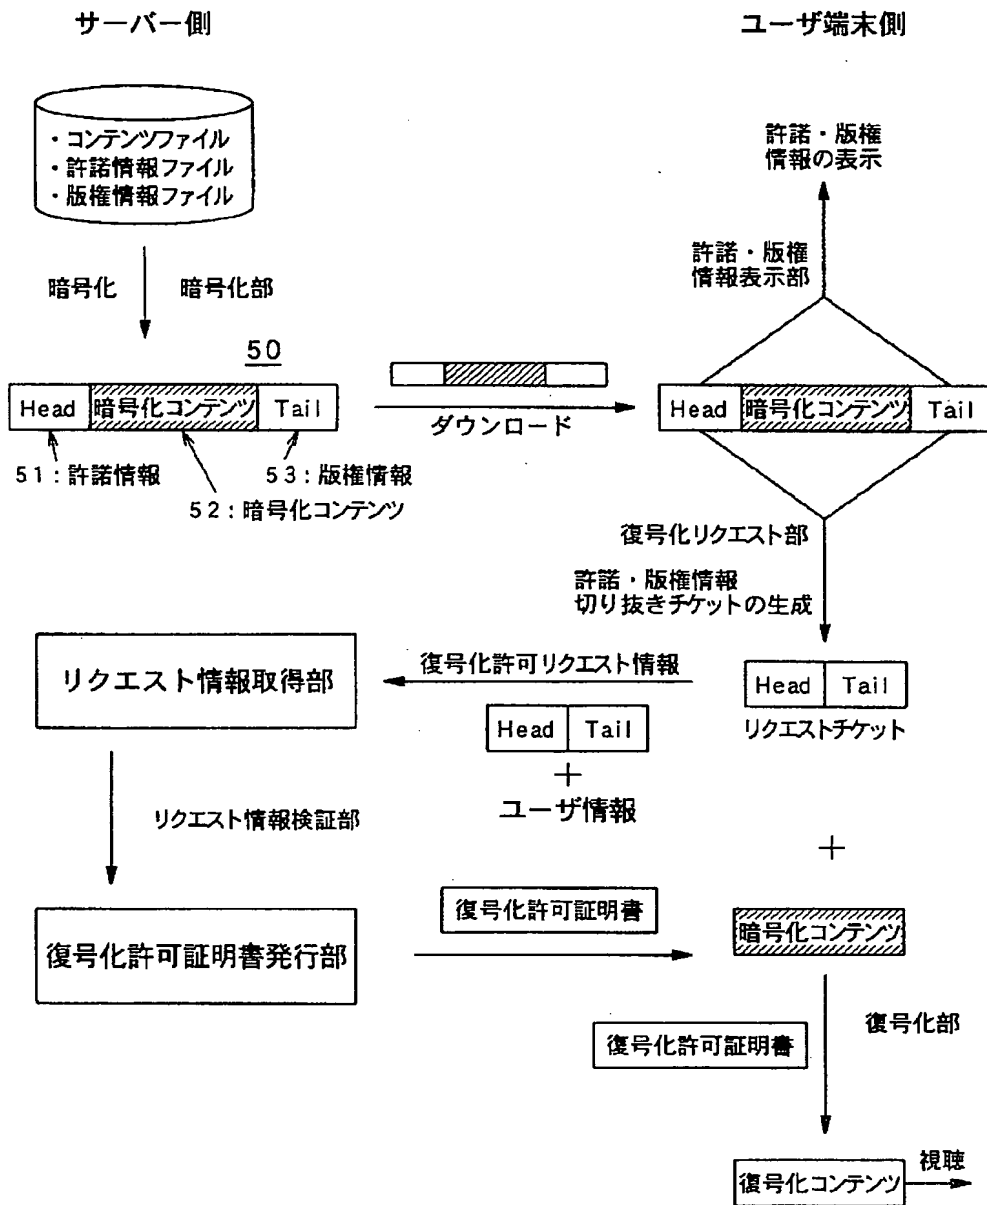 サーバー側
ユーザ端末側
・コンテンツファイル
・許諾情報ファイル
・版権情報ファイル
許諾・版権
情報の表示
許諾・版権
情報表示部
暗号化
暗号化部
50
Head
暗号化コンテンツ
Tail
ダウンロード
Head
暗号化コンテンツ
Tail
51:許諾情報
53:版権情報
52:暗号化コンテンツ
復号化リクエスト部
許諾・版権情報
切り抜きチケットの生成
リクエスト情報取得部
復号化許可リクエスト情報
Head
Tail
リクエストチケット
Head
Tail
+
ユーザ情報
リクエスト情報検証部
+
復号化許可証明書発行部
復号化許可証明書
暗号化コンテンツ
復号化部
復号化許可証明書
復号化コンテンツ
視聴